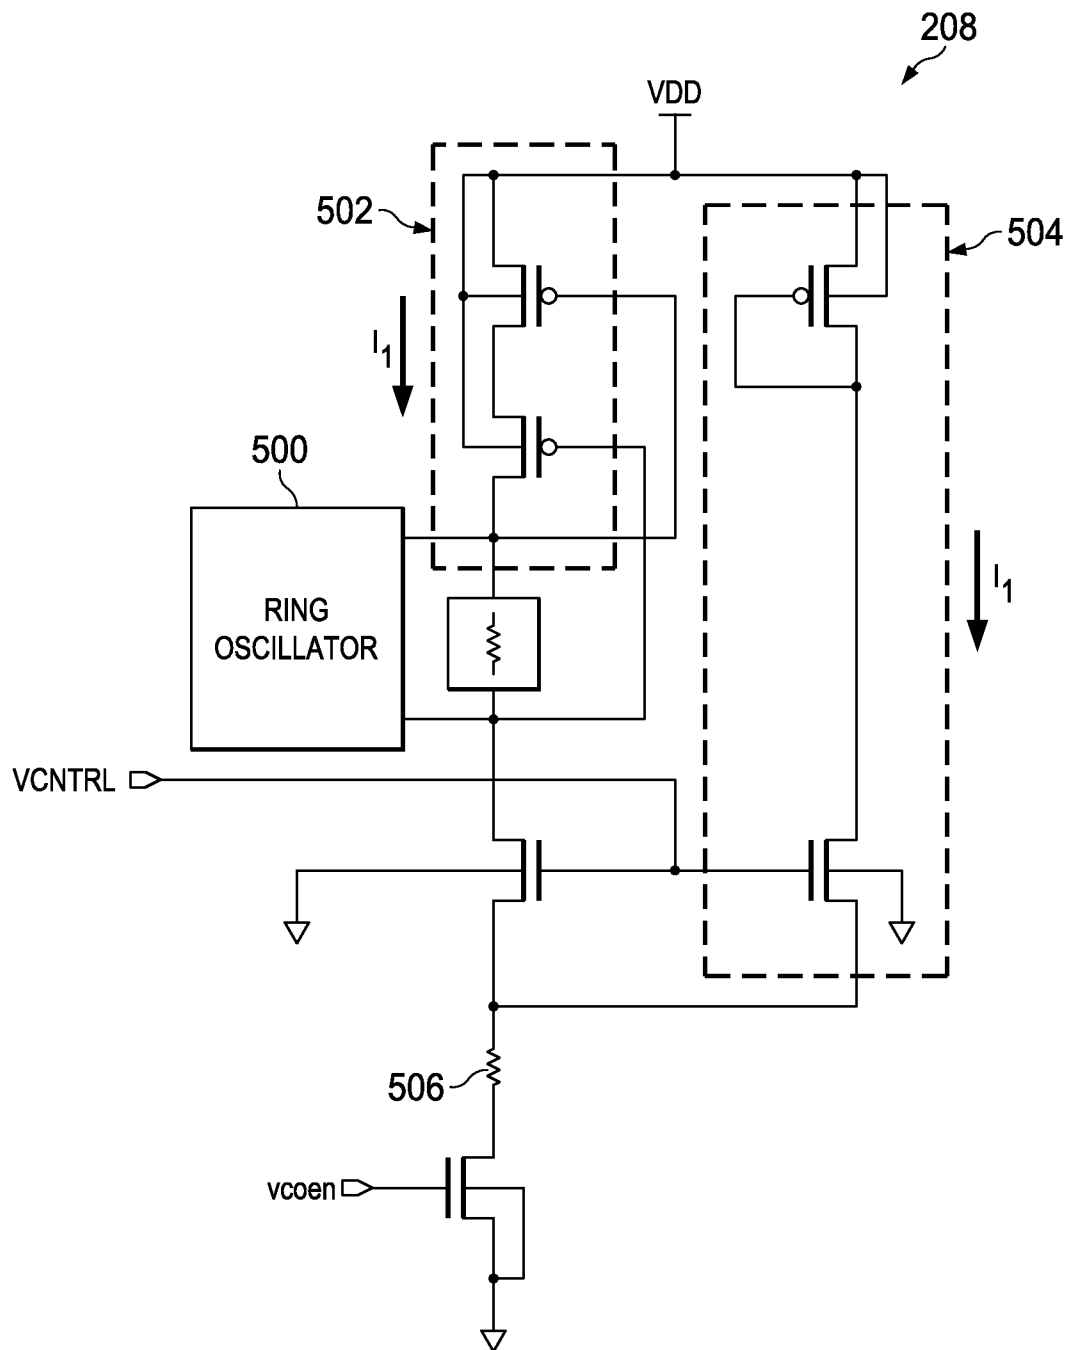 208
VDD
502
504
I1
500
RING
OSCILLATOR
I1
VCNTRL
506
vcoen